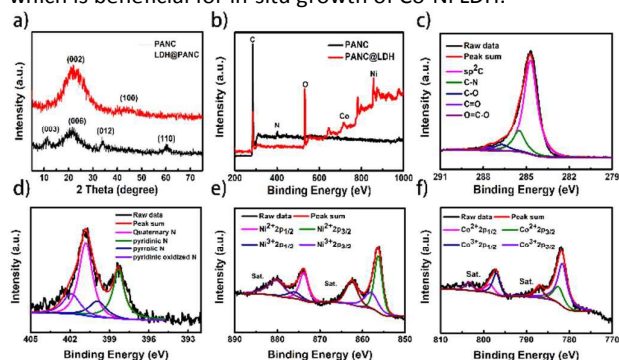 which is beneficial for in-situ growth of Co-Ni LDH.
a)
PANC
LDH@PANC
(002)
(100)
(003)
(006)
(012)
(110)
Intensity (a.u.)
10 20 30 40 50 60 70
2 Theta (degree)
b)
PANC
PANC@LDH
C
N
O
Co
Ni
Intensity (a.u.)
200 400 600 800 1000
Binding Energy (eV)
c)
Raw data
Peak sum
sp2C
C-N
C-O
C=O
O=C-O
Intensity (a.u.)
291 288 285 282 279
Binding Energy (eV)
d)
Raw data
Peak sum
Quaternary N
pyridinic N
pyrrolic N
pyridinic oxidized N
Intensity (a.u.)
405 402 399 396 393
Binding Energy (eV)
e)
Raw data Peak sum
Ni2+2p1/2 Ni2+2p3/2
Ni3+2p1/2 Ni3+2p3/2
Sat.
Sat.
Intensity (a.u.)
890 880 870 860 850
Binding Energy (eV)
f)
Raw data Peak sum
Co2+2p1/2 Co2+2p3/2
Co3+2p1/2 Co3+2p3/2
Sat.
Sat.
Intensity (a.u.)
810 800 790 780 770
Binding Energy (eV)